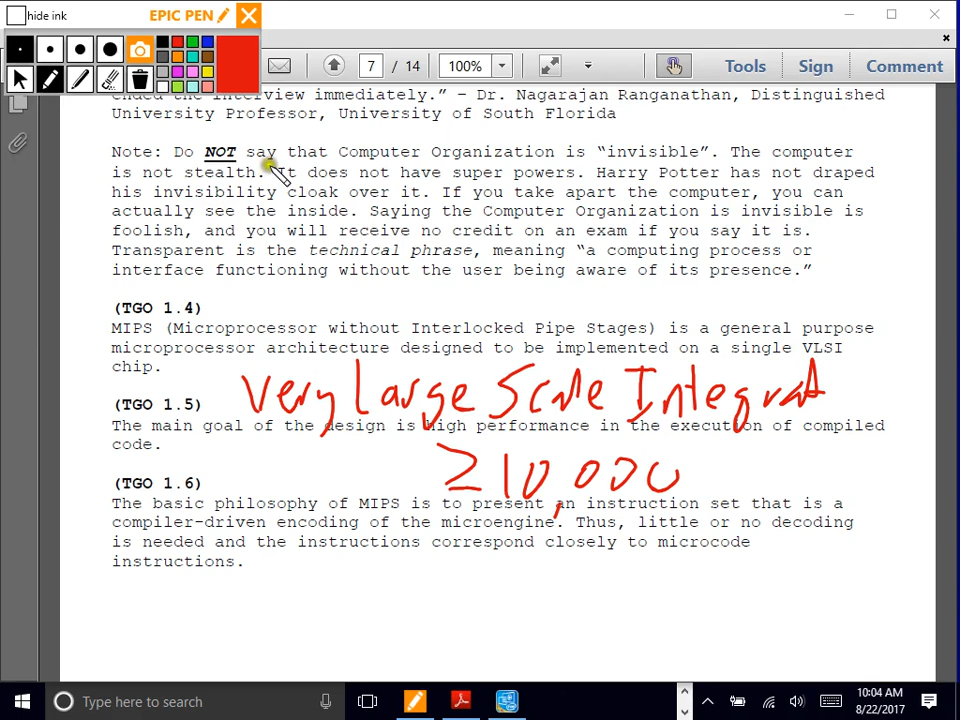 hide ink
EPIC PEN
7 / 14
100%
Tools
Sign
Comment
ended the interview immediately.” – Dr. Nagarajan Ranganathan, Distinguished
University Professor, University of South Florida
Note: Do NOT say that Computer Organization is “invisible”. The computer
is not stealth. It does not have super powers. Harry Potter has not draped
his invisibility cloak over it. If you take apart the computer, you can
actually see the inside. Saying the Computer Organization is invisible is
foolish, and you will receive no credit on an exam if you say it is.
Transparent is the technical phrase, meaning “a computing process or
interface functioning without the user being aware of its presence.”
(TGO 1.4)
MIPS (Microprocessor without Interlocked Pipe Stages) is a general purpose
microprocessor architecture designed to be implemented on a single VLSI
chip.
Very Large Scale Integrat
(TGO 1.5)
The main goal of the design is high performance in the execution of compiled
code.
≥10,000
(TGO 1.6)
The basic philosophy of MIPS is to present an instruction set that is a
compiler-driven encoding of the microengine. Thus, little or no decoding
is needed and the instructions correspond closely to microcode
instructions.
Type here to search
10:04 AM
8/22/2017